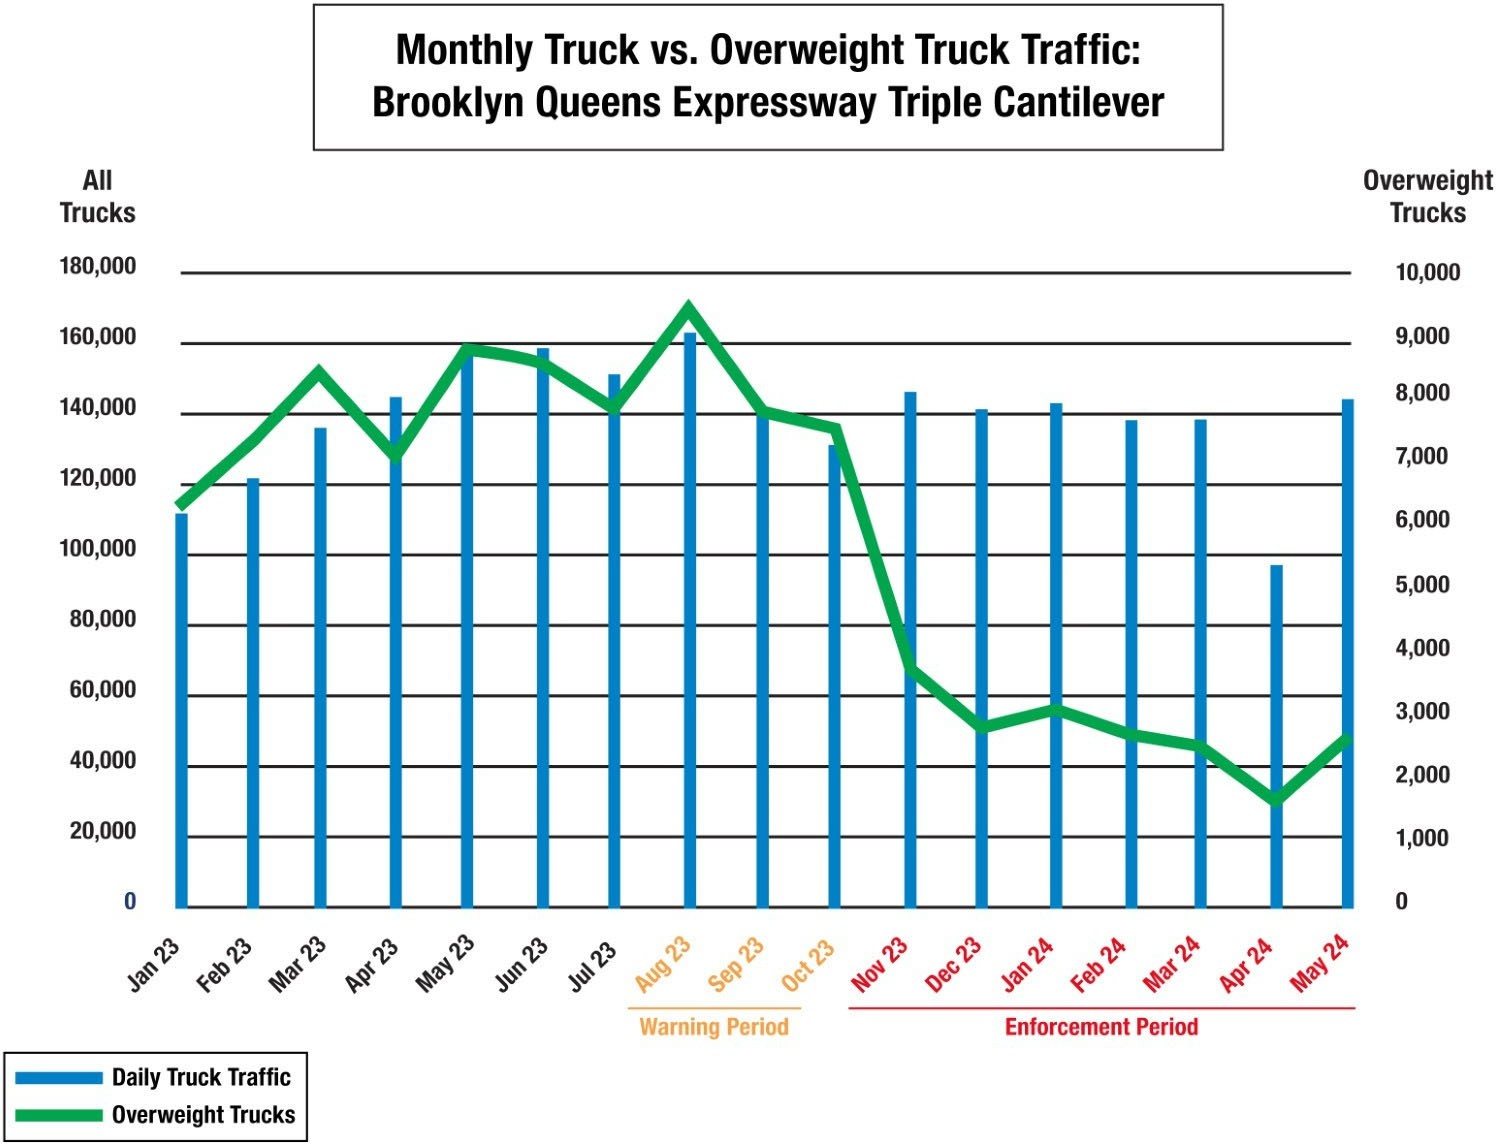 Monthly Truck vs. Overweight Truck Traffic:
Brooklyn Queens Expressway Triple Cantilever
All
Trucks
Overweight
Trucks
180,000
160,000
140,000
120,000
100,000
80,000
60,000
40,000
20,000
0
10,000
9,000
8,000
7,000
6,000
5,000
4,000
3,000
2,000
1,000
0
Jan 23
Feb 23
Mar 23
Apr 23
May 23
Jun 23
Jul 23
Aug 23
Sep 23
Oct 23
Nov 23
Dec 23
Jan 24
Feb 24
Mar 24
Apr 24
May 24
Warning Period
Enforcement Period
Daily Truck Traffic
Overweight Trucks